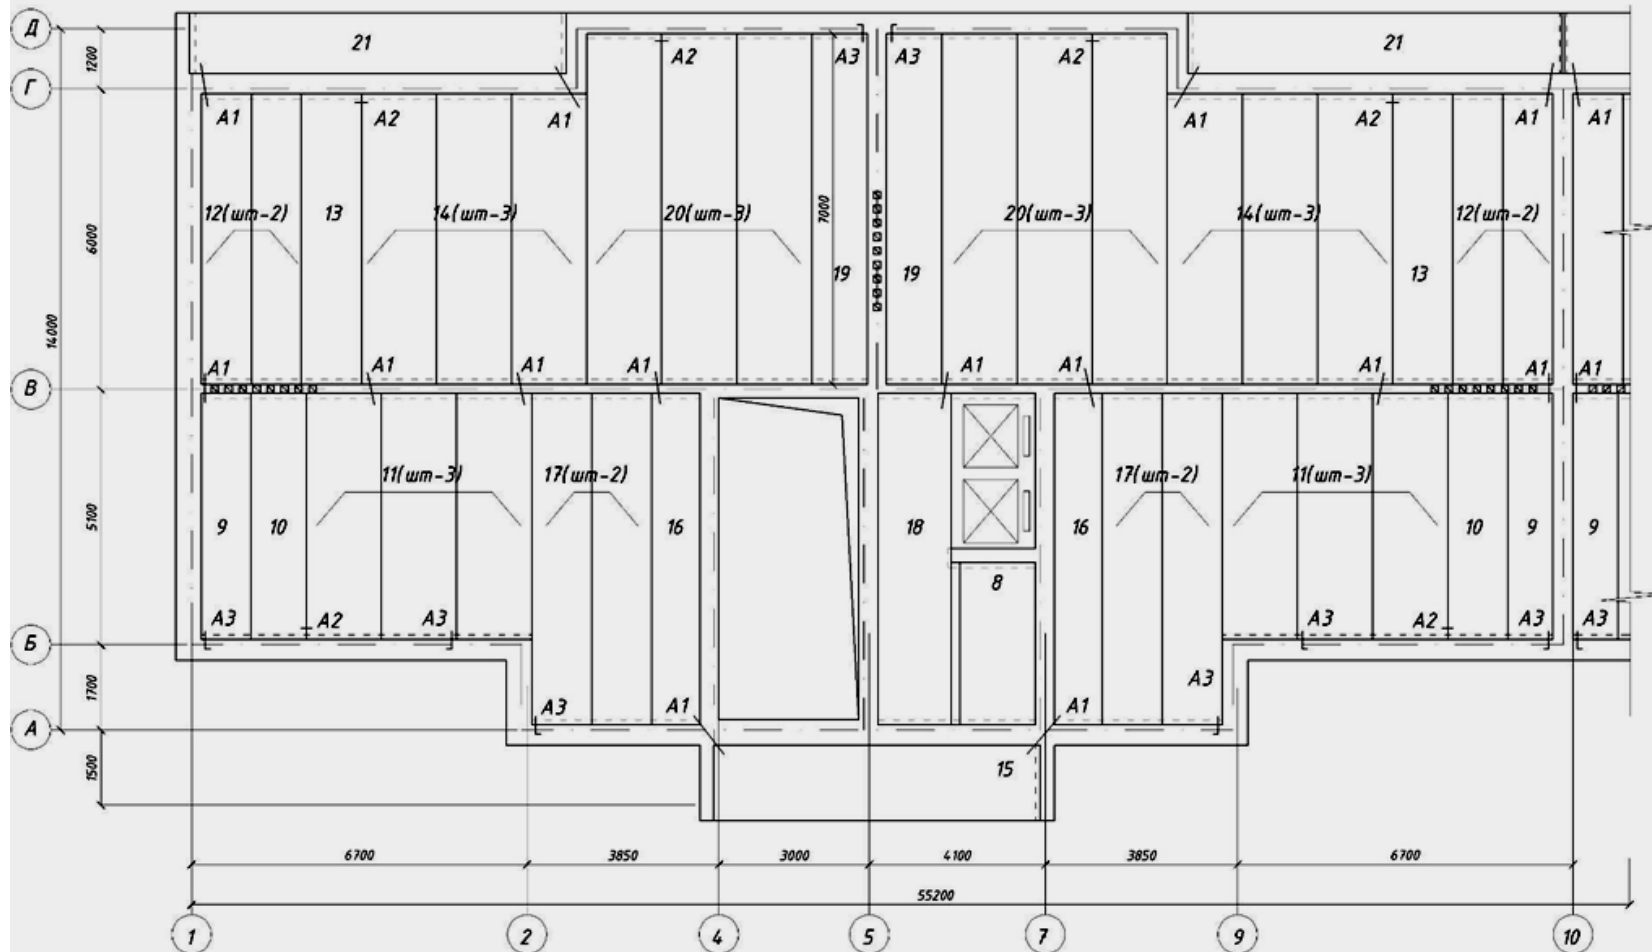 Д
21
А2
А3
А3
А2
21
1200
Г
А1
А2
А1
А1
А2
А1
А1
12(шт-2)
13
14(шт-3)
20(шт-3)
7000
20(шт-3)
14(шт-3)
12(шт-2)
6000
19
19
13
14000
А1
А1
А1
А1
А1
А1
А1
А1
А1
В
11(шт-3)
17(шт-2)
17(шт-2)
11(шт-3)
5100
9
10
16
18
16
10
9
9
8
А3
А2
А3
А3
А2
А3
А3
Б
1700
А3
А1
А1
А3
А
1500
15
6700
3850
3000
4100
3850
6700
55200
1
2
4
5
7
9
10